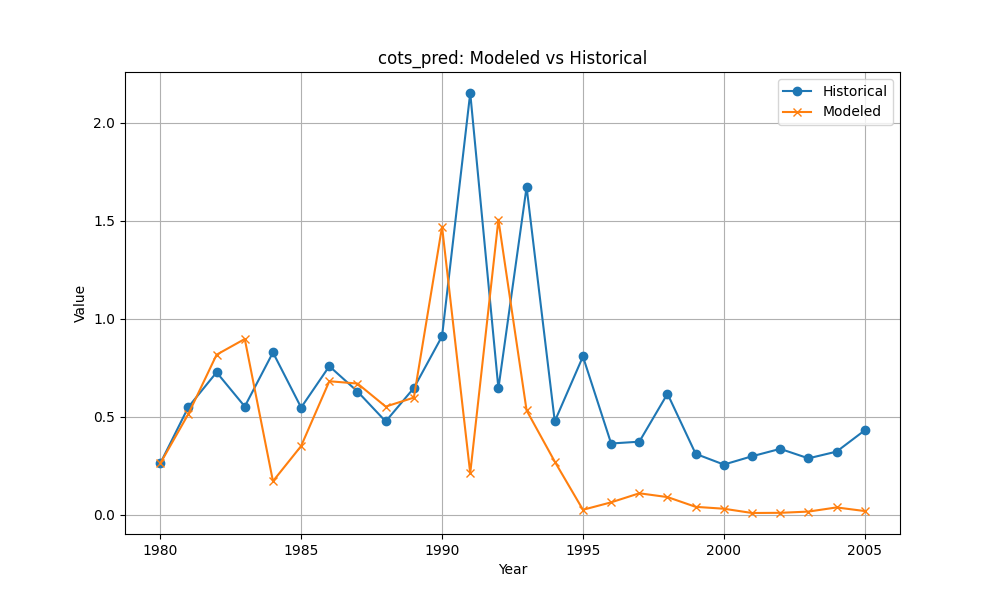 cots_pred: Modeled vs Historical
Historical
Modeled
Value
2.0
1.5
1.0
0.5
0.0
1980 1985 1990 1995 2000 2005
Year